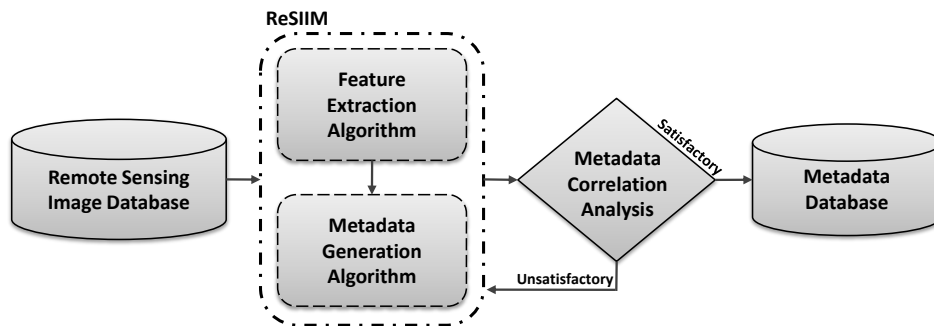 ReSIIM
Feature
Extraction
Algorithm
Remote Sensing
Image Database
Metadata
Generation
Algorithm
Metadata
Correlation
Analysis
Satisfactory
Unsatisfactory
Metadata
Database